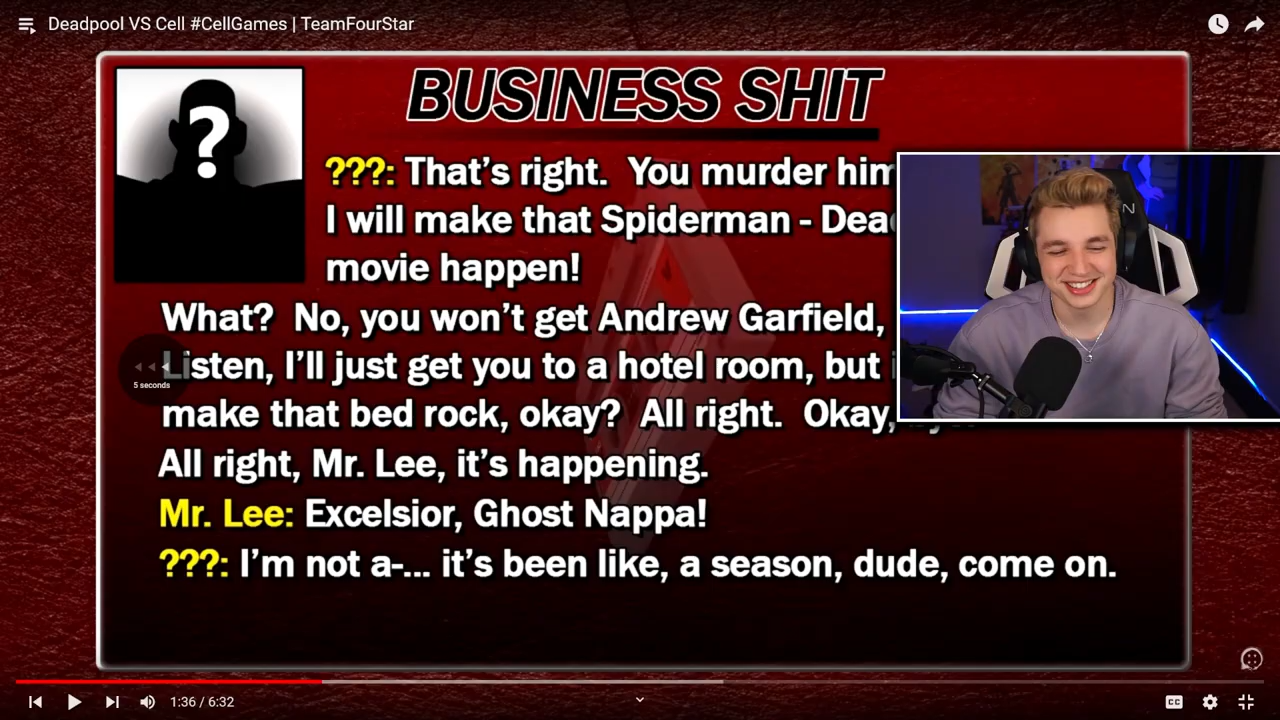 Deadpool VS Cell #CellGames | TeamFourStar
BUSINESS SHIT
???: That's right. You murder him
I will make that Spiderman - Dea
movie happen!
What? No, you won't get Andrew Garfield,
Listen, I'll just get you to a hotel room, but
5 seconds
make that bed rock, okay? All right. Okay,
All right, Mr. Lee, it's happening.
Mr. Lee: Excelsior, Ghost Nappa!
???: I'm not a-... it's been like, a season, dude, come on.
1:36 / 6:32
CC